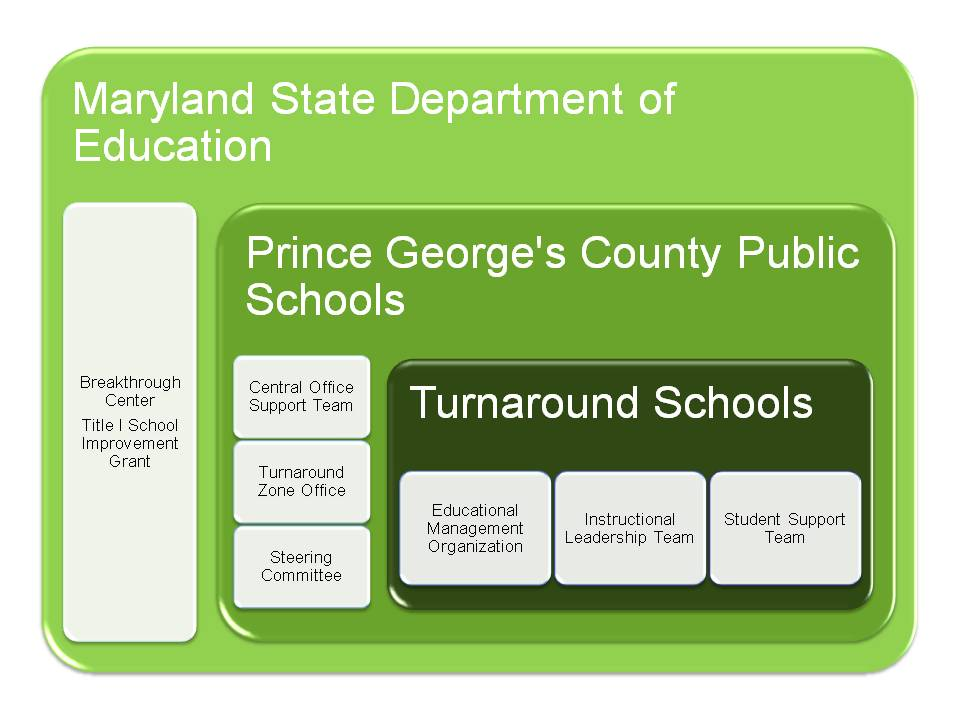 Maryland State Department of
Education
Breakthrough
Center
Title I School
Improvement
Grant
Prince George's County Public
Schools
Central Office
Support Team
Turnaround
Zone Office
Steering
Committee
Turnaround Schools
Educational
Management
Organization
Instructional
Leadership Team
Student Support
Team